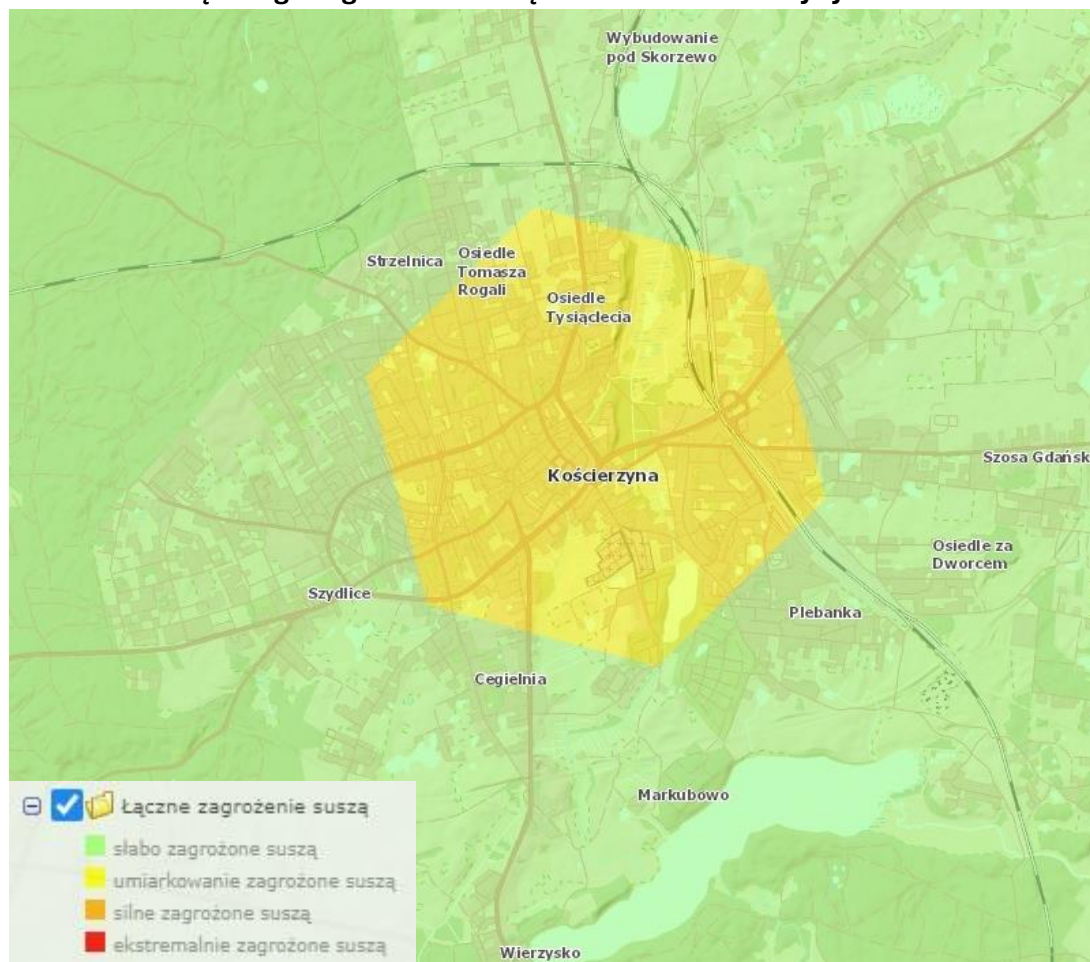 Wybudowanie
pod Skorzewo
Strzelnica
Osiedle
Tomasza
Rogali
Osiedle
Tysiąclecia
Kościerzyna
Szosa Gdańsk
Osiedle za
Dworcem
Szydlice
Plebanka
Cegielnia
Markubowo
Wierzysko
Łączne zagrożenie suszą
słabo zagrożone suszą
umiarkowanie zagrożone suszą
silne zagrożone suszą
ekstremalnie zagrożone suszą